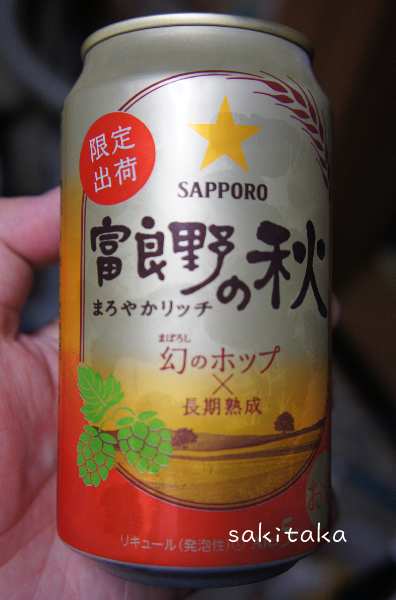 限定
出荷
SAPPORO
富良野の秋
まろやかリッチ
まぼろし
幻のホップ
×
長期熟成
お
リキュール(発泡性)
sakitaka